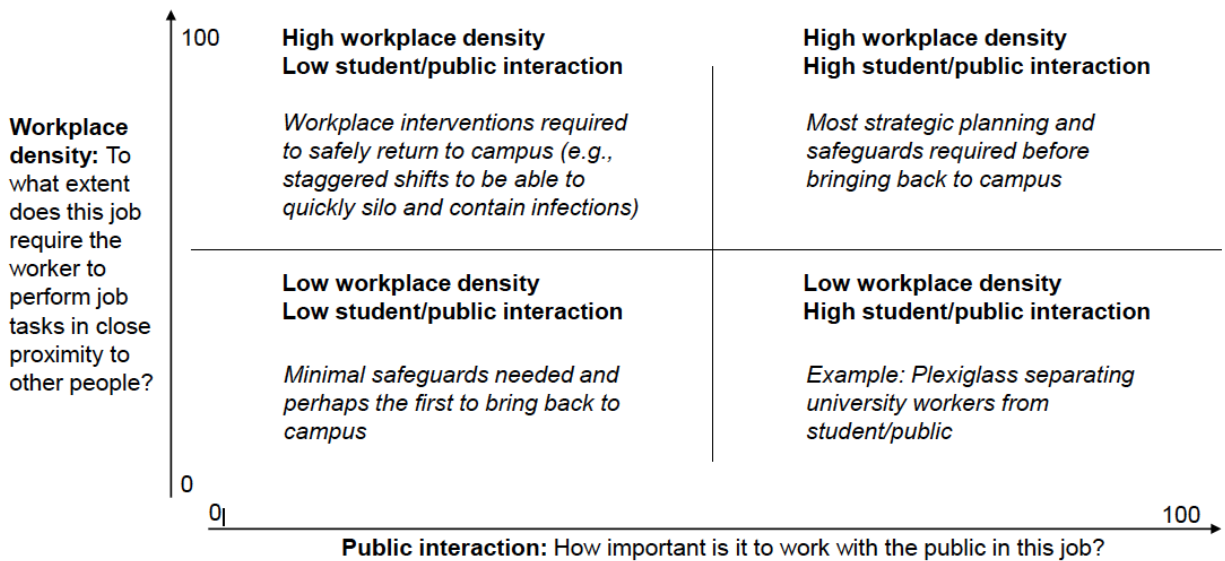 100
High workplace density
Low student/public interaction
Workplace interventions required
to safely return to campus (e.g.,
staggered shifts to be able to
quickly silo and contain infections)
High workplace density
High student/public interaction
Most strategic planning and
safeguards required before
bringing back to campus
Workplace
density: To
what extent
does this job
require the
worker to
perform job
tasks in close
proximity to
other people?
Low workplace density
Low student/public interaction
Minimal safeguards needed and
perhaps the first to bring back to
campus
Low workplace density
High student/public interaction
Example: Plexiglass separating
university workers from
student/public
0
0
100
Public interaction: How important is it to work with the public in this job?